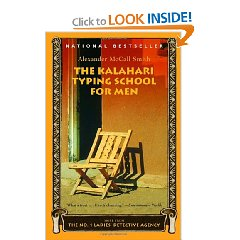 Click to LOOK INSIDE!
NATIONAL BESTSELLER
Alexander McCall Smith
THE KALAHARI
TYPING SCHOOL
FOR MEN
THE NO. 1 LADIES' DETECTIVE AGENCY